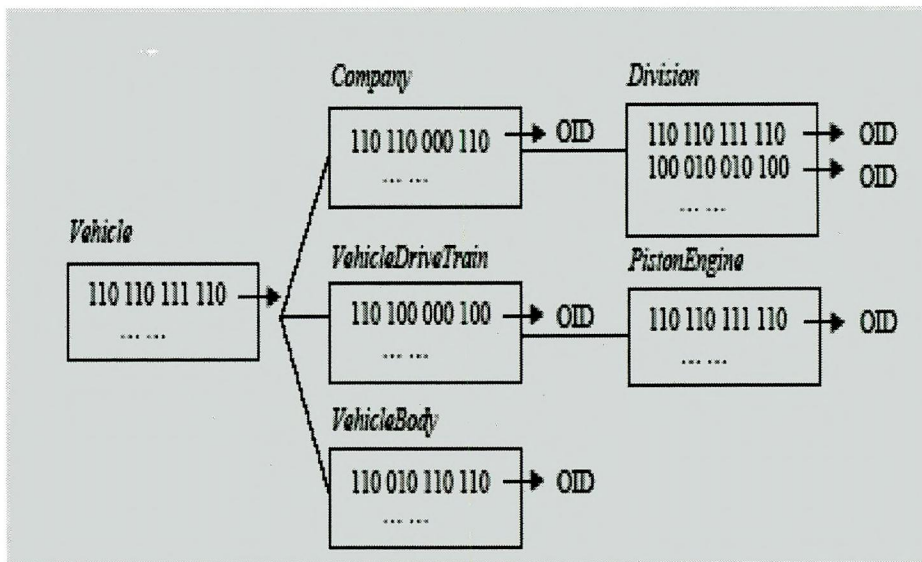 Company
110 110 000 110 OID
... ...
Division
110 110 111 110 OID
100 010 010 100 OID
... ...
Vehicle
110 110 111 110
... ...
VehicleDriveTrain
110 100 000 100 OID
... ...
PistonEngine
110 110 111 110 OID
... ...
VehicleBody
110 010 110 110 OID
... ...